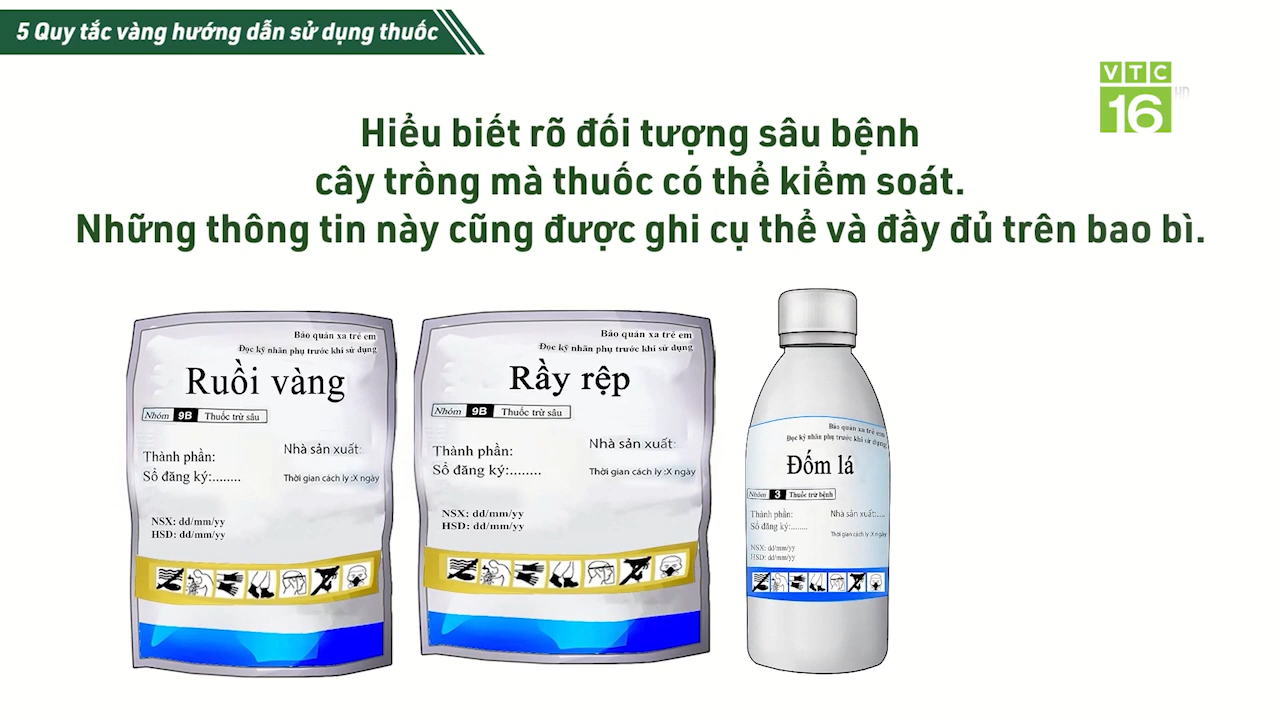 5 Quy tắc vàng hướng dẫn sử dụng thuốc
VTC
16
HD
Hiểu biết rõ đối tượng sâu bệnh
cây trồng mà thuốc có thể kiểm soát.
Những thông tin này cũng được ghi cụ thể và đầy đủ trên bao bì.
Bảo quản xa trẻ em
Đọc kỹ nhãn phụ trước khi sử dụng
Ruồi vàng
Nhóm 9B Thuốc trừ sâu
Thành phần:
Nhà sản xuất:
Số đăng ký:........
Thời gian cách ly :X ngày
NSX: dd/mm/yy
HSD: dd/mm/yy
Bảo quản xa trẻ em
Đọc kỹ nhãn phụ trước khi sử dụng
Rầy rệp
Nhóm 9B Thuốc trừ sâu
Thành phần:
Nhà sản xuất:
Số đăng ký:........
Thời gian cách ly :X ngày
NSX: dd/mm/yy
HSD: dd/mm/yy
Bảo quản xa trẻ em
Đọc kỹ nhãn phụ trước khi sử dụng
Đốm lá
Nhóm 3 Thuốc trừ bệnh
Thành phần:
Nhà sản xuất:.....
Số đăng ký:........
Thời gian cách ly :X ngày
NSX: dd/mm/yy
HSD: dd/mm/yy